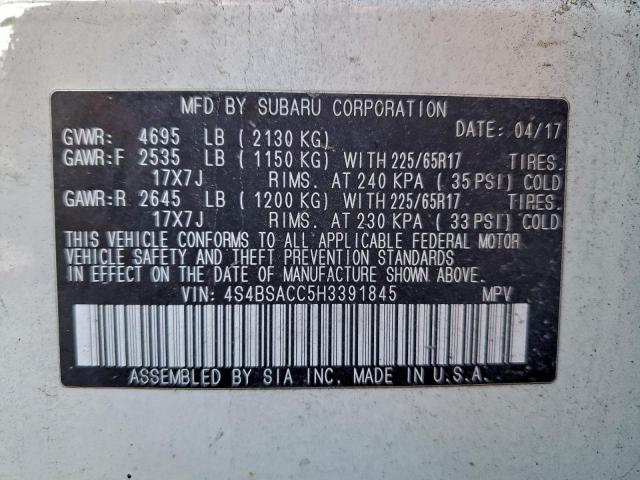 MFD BY SUBARU CORPORATION
GVWR: 4695 LB (2130 KG) DATE: 04/17
GAWR:F 2535 LB (1150 KG) WITH 225/65R17 TIRES.
17X7J RIMS. AT 240 KPA (35 PSI) COLD
GAWR:R 2645 LB (1200 KG) WITH 225/65R17 TIRES.
17X7J RIMS. AT 230 KPA (33 PSI) COLD
THIS VEHICLE CONFORMS TO ALL APPLICABLE FEDERAL MOTOR
VEHICLE SAFETY AND THEFT PREVENTION STANDARDS
IN EFFECT ON THE DATE OF MANUFACTURE SHOWN ABOVE.
VIN: 4S4BSACC5H3391845 MPV
ASSEMBLED BY SIA INC. MADE IN U.S.A.